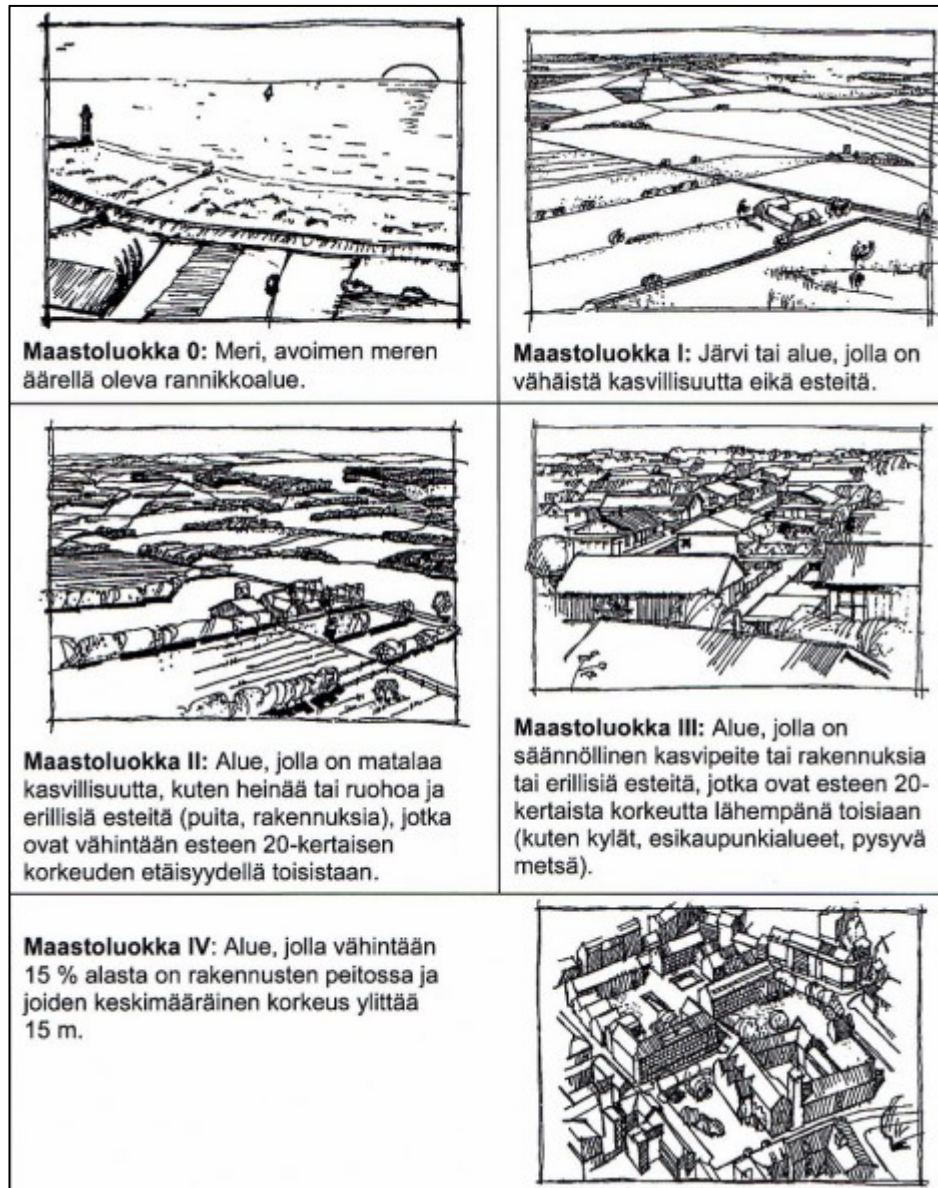 Maastoluokka 0: Meri, avoimen meren
äärellä oleva rannikkoalue.
Maastoluokka I: Järvi tai alue, jolla on
vähäistä kasvillisuutta eikä esteitä.
Maastoluokka II: Alue, jolla on matalaa
kasvillisuutta, kuten heinää tai ruohoa ja
erillisiä esteitä (puita, rakennuksia), jotka
ovat vähintään esteen 20-kertaisen
korkeuden etäisyydellä toisistaan.
Maastoluokka III: Alue, jolla on
säännöllinen kasvipeite tai rakennuksia
tai erillisiä esteitä, jotka ovat esteen 20-
kertaista korkeutta lähempänä toisiaan
(kuten kylät, esikaupunkialueet, pysyvä
metsä).
Maastoluokka IV: Alue, jolla vähintään
15 % alasta on rakennusten peitossa ja
joiden keskimääräinen korkeus ylittää
15 m.